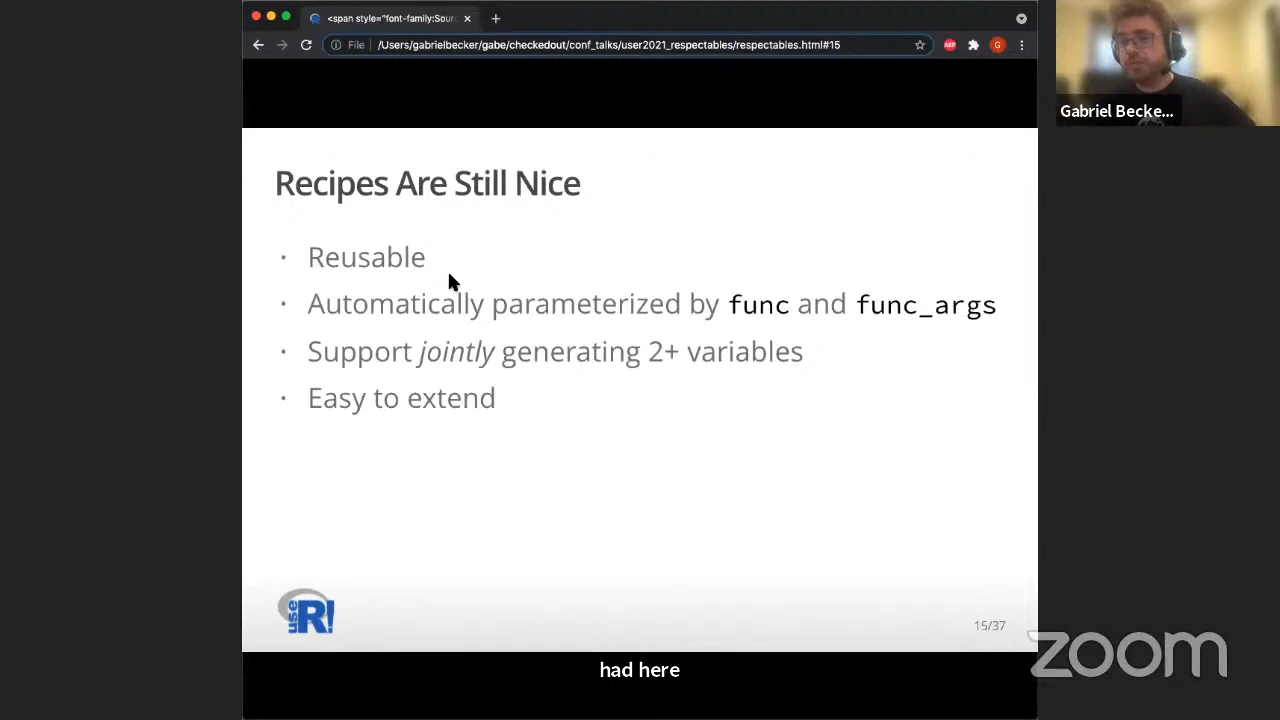 <span style="font-family:Sour
File
/Users/gabrielbecker/gabe/checkedout/conf_talks/user2021_respectables/respectables.html#15
ABP
G
Gabriel Becke...
Recipes Are Still Nice
· Reusable
· Automatically parameterized by func and func_args
· Support jointly generating 2+ variables
· Easy to extend
use R!
15/37
zoom
had here